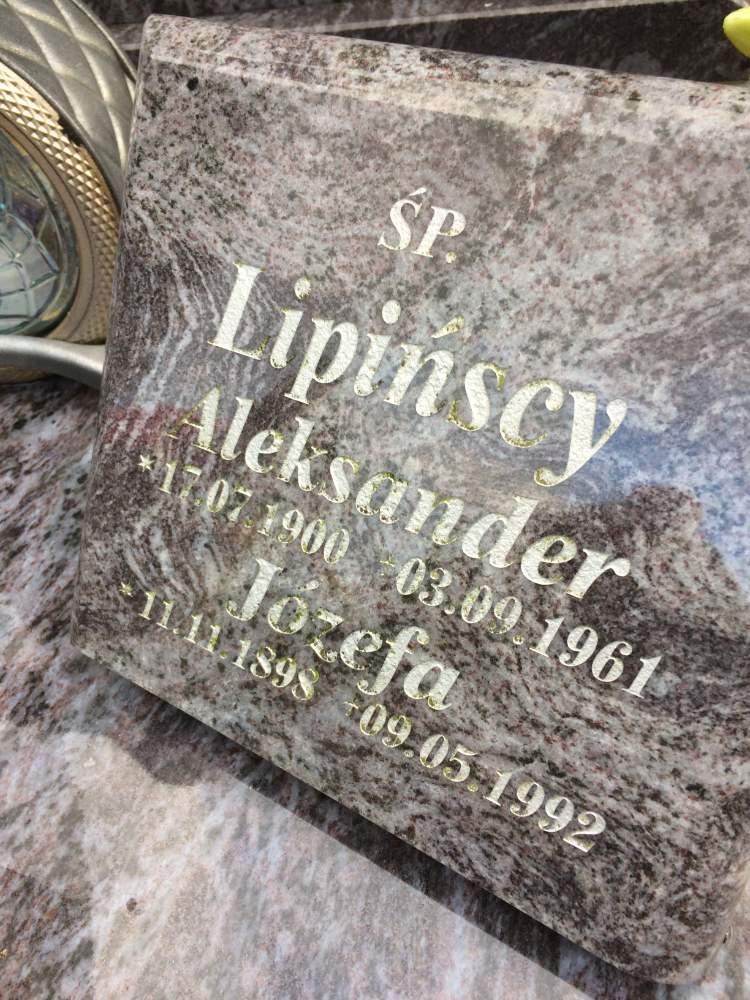 ŚP.
Lipińscy
Aleksander
*17.07.1900 +03.09.1961
Józefa
*11.11.1898 +09.05.1992